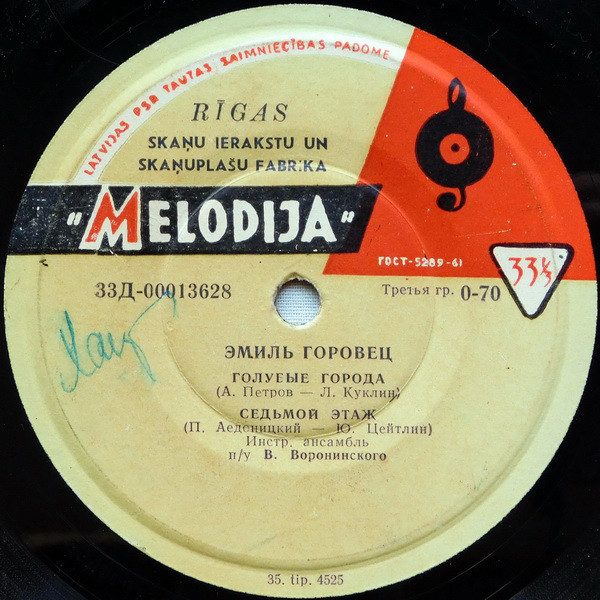 LATVIJAS PSR TAUTAS SAIMNIECĪBAS PADOME
RĪGAS
SKAŅU IERAKSTU UN
SKAŅUPLAŠU FABRIKA
"MELODIJA"
ГОСТ-5289-61
33⅓
33Д-00013628
Третья гр. 0-70
ЭМИЛЬ ГОРОВЕЦ
ГОЛУБЫЕ ГОРОДА
(А. Петров — Л. Куклин)
СЕДЬМОЙ ЭТАЖ
(П. Аедоницкий — Ю. Цейтлин)
Инстр. ансамбль
п/у В. Воронинского
35. tip. 4525